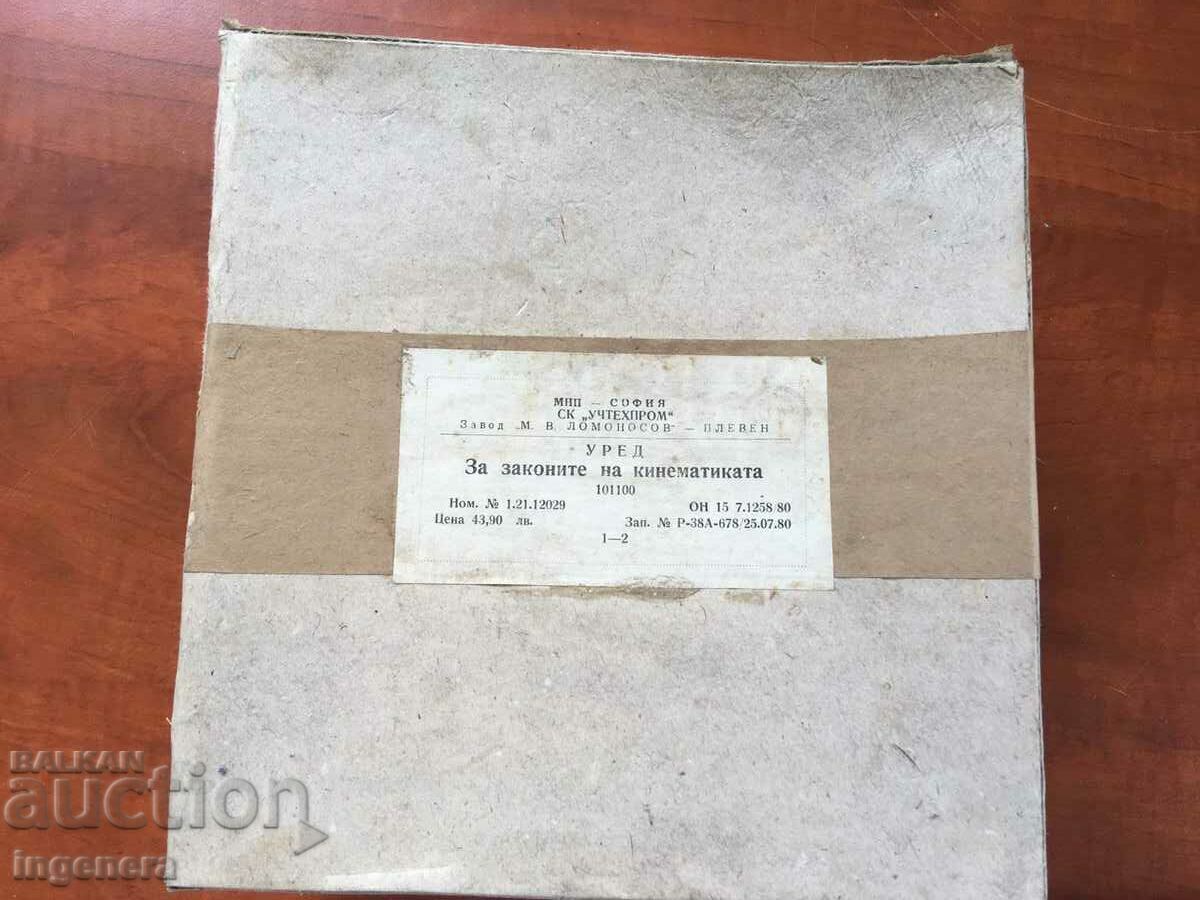 МНП – СОФИЯ
СК „УЧТЕХПРОМ“
Завод „М. В. ЛОМОНОСОВ“ – ПЛЕВЕН
УРЕД
За законите на кинематиката
101100
Ном. № 1.21.12029 ОН 15 7.1258/80
Цена 43,90 лв. Зап. № Р-38А-678/25.07.80
1—2
BALKAN
auction
ingenera